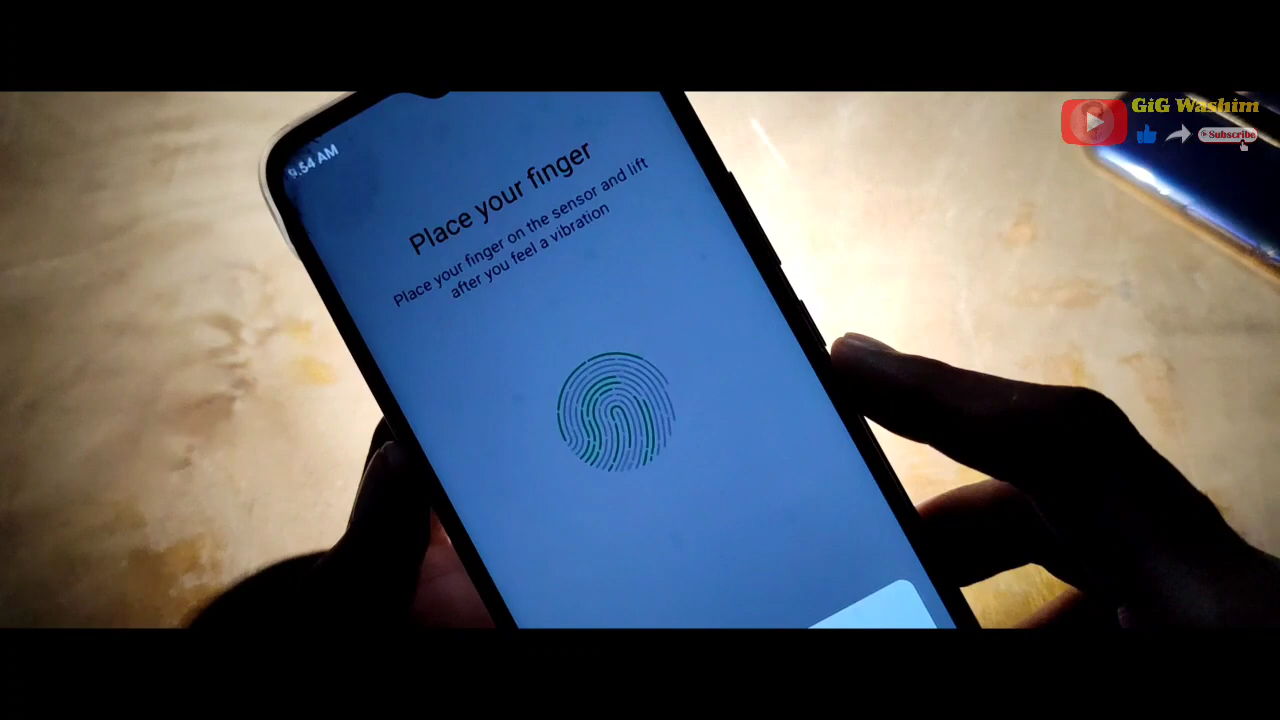 GiG Washim
Subscribe
9:54 AM
Place your finger
Place your finger on the sensor and lift
after you feel a vibration